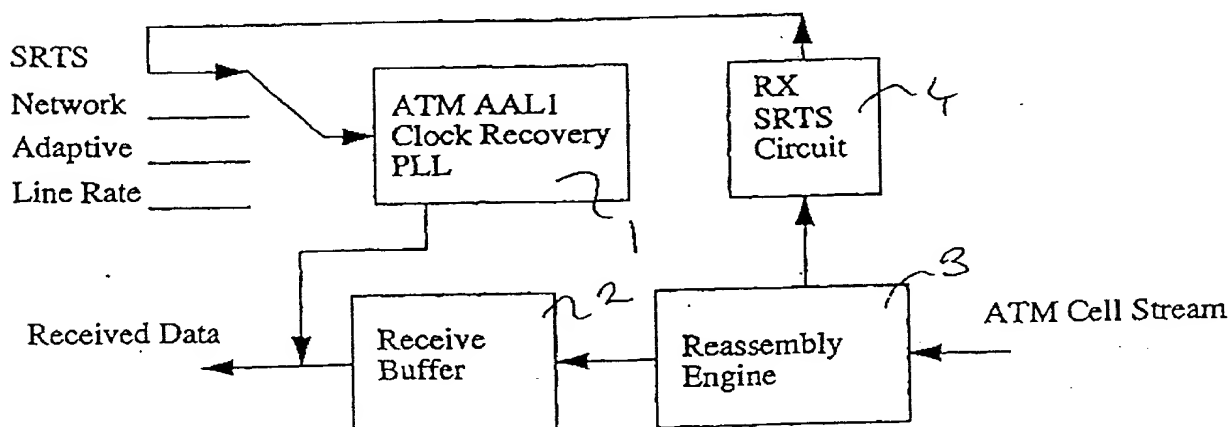 SRTS
Network
Adaptive
Line Rate
ATM AAL1
Clock Recovery
PLL
1
RX
SRTS
Circuit
4
Received Data
Receive
Buffer
2
Reassembly
Engine
3
ATM Cell Stream